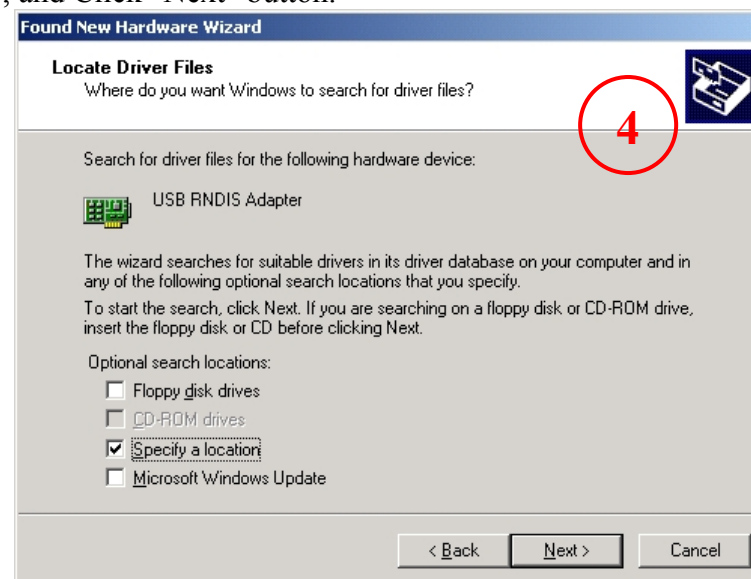 , and Click “Next” button.
Found New Hardware Wizard
Locate Driver Files
Where do you want Windows to search for driver files?
4
Search for driver files for the following hardware device:
USB RNDIS Adapter
The wizard searches for suitable drivers in its driver database on your computer and in
any of the following optional search locations that you specify.
To start the search, click Next. If you are searching on a floppy disk or CD-ROM drive,
insert the floppy disk or CD before clicking Next.
Optional search locations:
Floppy disk drives
CD-ROM drives
Specify a location
Microsoft Windows Update
< Back
Next >
Cancel